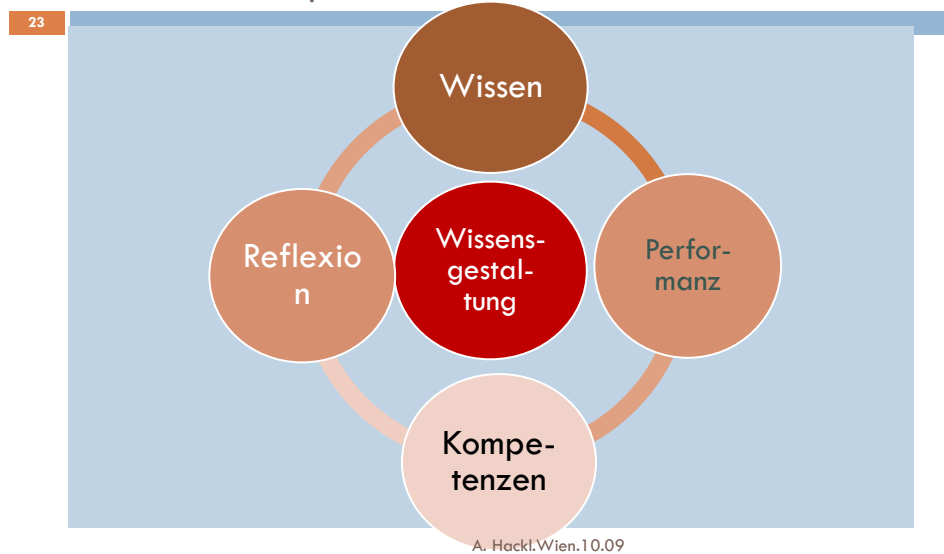 23
Wissen
Reflexio
n
Wissens-
gestal-
tung
Perfor-
manz
Kompe-
tenzen
A. Hackl.Wien.10.09